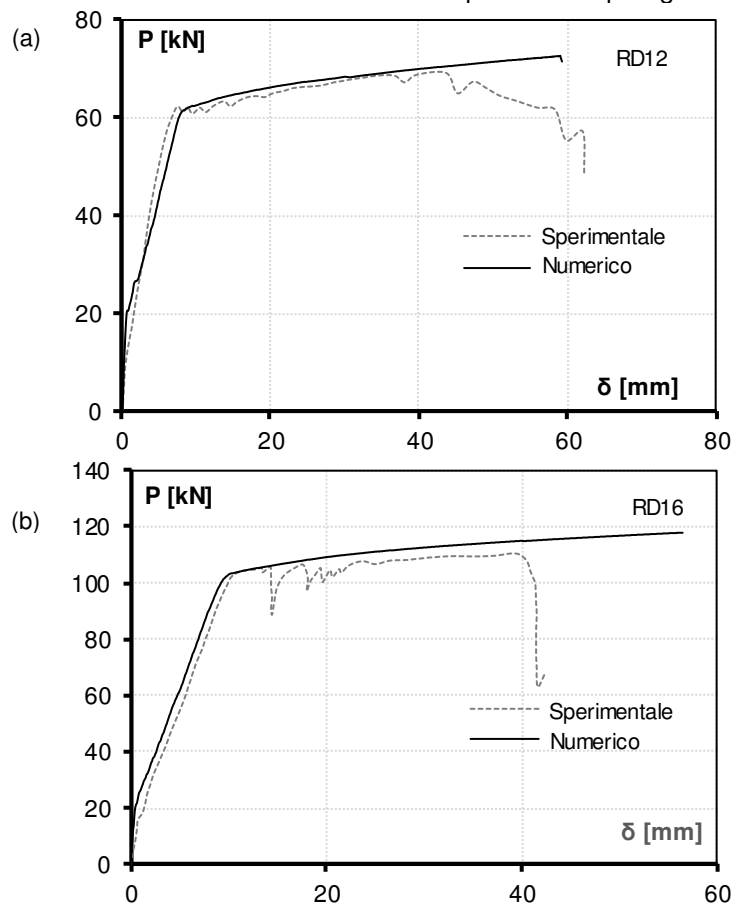 (a)
80
P [kN]
RD12
60
40
Sperimentale
Numerico
20
δ [mm]
0
0 20 40 60 80
(b)
140
P [kN]
RD16
120
100
80
60
Sperimentale
Numerico
40
20
δ [mm]
0
0 20 40 60